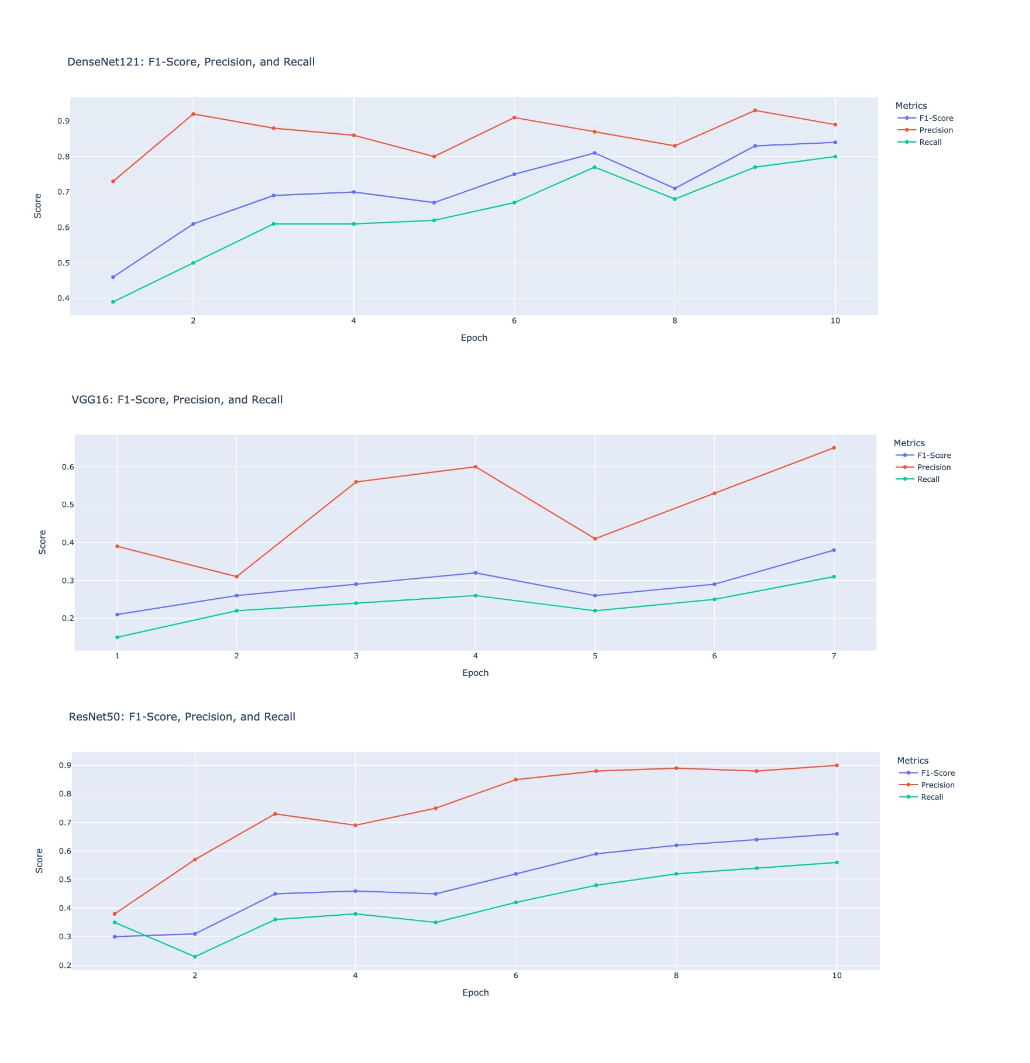 DenseNet121: F1-Score, Precision, and Recall
Metrics
F1-Score
Precision
Recall
0.9
0.8
0.7
0.6
0.5
0.4
Score
2 4 6 8 10
Epoch
VGG16: F1-Score, Precision, and Recall
Metrics
F1-Score
Precision
Recall
0.6
0.5
0.4
0.3
0.2
Score
1 2 3 4 5 6 7
Epoch
ResNet50: F1-Score, Precision, and Recall
Metrics
F1-Score
Precision
Recall
0.9
0.8
0.7
0.6
0.5
0.4
0.3
0.2
Score
2 4 6 8 10
Epoch